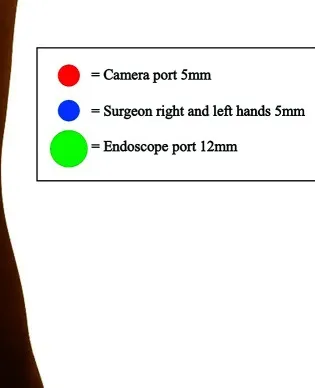 = Camera port 5mm
= Surgeon right and left hands 5mm
= Endoscope port 12mm